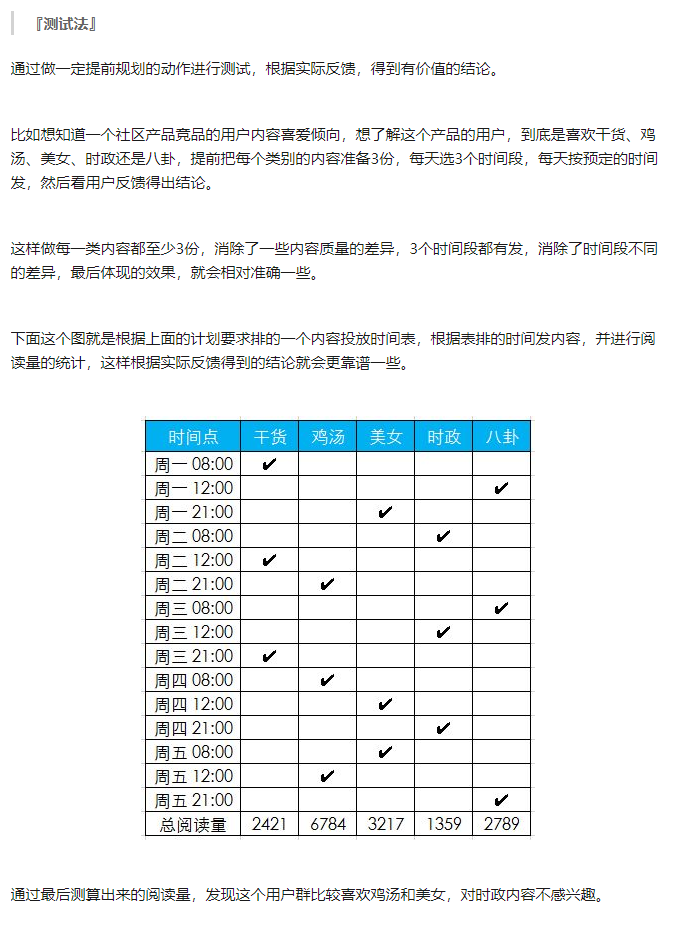 『测试法』
通过做一定提前规划的动作进行测试，根据实际反馈，得到有价值的结论。
比如想知道一个社区产品竞品的用户内容喜爱倾向，想了解这个产品的用户，到底是喜欢干货、鸡
汤、美女、时政还是八卦，提前把每个类别的内容准备3份，每天选3个时间段，每天按预定的时间
发，然后看用户反馈得出结论。
这样做每一类内容都至少3份，消除了一些内容质量的差异，3个时间段都有发，消除了时间段不同
的差异，最后体现的效果，就会相对准确一些。
下面这个图就是根据上面的计划要求排的一个内容投放时间表，根据表排的时间发内容，并进行阅
读量的统计，这样根据实际反馈得到的结论就会更靠谱一些。
时间点 干货 鸡汤 美女 时政 八卦
周一 08:00 ✔
周一 12:00 ✔
周一 21:00 ✔
周二 08:00 ✔
周二 12:00 ✔
周二 21:00 ✔
周三 08:00 ✔
周三 12:00 ✔
周三 21:00 ✔
周四 08:00 ✔
周四 12:00 ✔
周四 21:00 ✔
周五 08:00 ✔
周五 12:00 ✔
周五 21:00 ✔
总阅读量 2421 6784 3217 1359 2789
通过最后测算出来的阅读量，发现这个用户群比较喜欢鸡汤和美女，对时政内容不感兴趣。